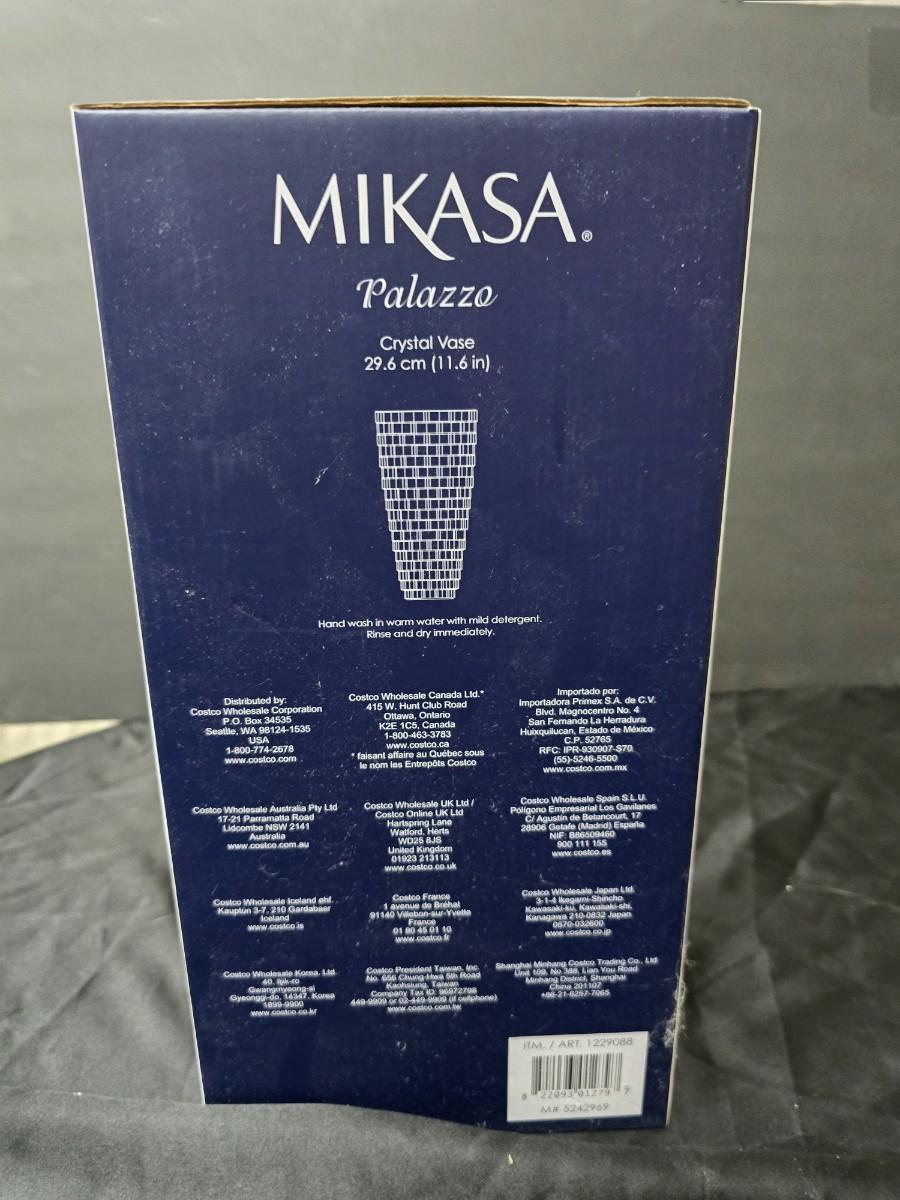 MIKASA®
Palazzo
Crystal Vase
29.6 cm (11.6 in)
Hand wash in warm water with mild detergent.
Rinse and dry immediately.
Distributed by:
Costco Wholesale Corporation
P.O. Box 34535
Seattle, WA 98124-1535
USA
1-800-774-2678
www.costco.com
Costco Wholesale Canada Ltd.*
415 W. Hunt Club Road
Ottawa, Ontario
K2E 1C5, Canada
1-800-463-3783
www.costco.ca
* faisant affaire au Québec sous
le nom les Entrepôts Costco
Importado por:
Importadora Primex S.A. de C.V.
Blvd. Magnocentro No. 4
San Fernando La Herradura
Huixquilucan, Estado de México
C.P. 52765
RFC: IPR-930907-S70
(55)-5246-5500
www.costco.com.mx
Costco Wholesale Australia Pty Ltd
17-21 Parramatta Road
Lidcombe NSW 2141
Australia
www.costco.com.au
Costco Wholesale UK Ltd /
Costco Online UK Ltd
Hartspring Lane
Watford, Herts
WD25 8JS
United Kingdom
01923 213113
www.costco.co.uk
Costco Wholesale Spain S.L.U.
Polígono Empresarial Los Gavilanes
C/ Agustín de Betancourt, 17
28906 Getafe (Madrid) España
NIF: B86509460
900 111 155
www.costco.es
Costco Wholesale Iceland ehf.
Kauptún 3-7, 210 Gardabaer
Iceland
www.costco.is
Costco France
1 avenue de Bréhat
91140 Villebon-sur-Yvette
France
01 80 45 01 10
www.costco.fr
Costco Wholesale Japan Ltd.
3-1-4 Ikegami-Shincho,
Kawasaki-ku, Kawasaki-shi,
Kanagawa 210-0832 Japan
0570-032600
www.costco.co.jp
Costco Wholesale Korea, Ltd.
40, Iljik-ro
Gwangmyeong-si
Gyeonggi-do, 14347, Korea
1899-9900
www.costco.co.kr
Costco President Taiwan, Inc.
No. 656 Chung-Hwa 5th Road
Kaohsiung, Taiwan
Company Tax ID: 96972798
449-9909 or 02-449-9909 (if cellphone)
www.costco.com.tw
Shanghai Minhang Costco Trading Co., Ltd.
Unit 109, No 388, Lian You Road
Minhang District, Shanghai
China 201107
+86-21-6257-7065
ITM. / ART. 1229088
8 22093 01279 7
M# 5242969